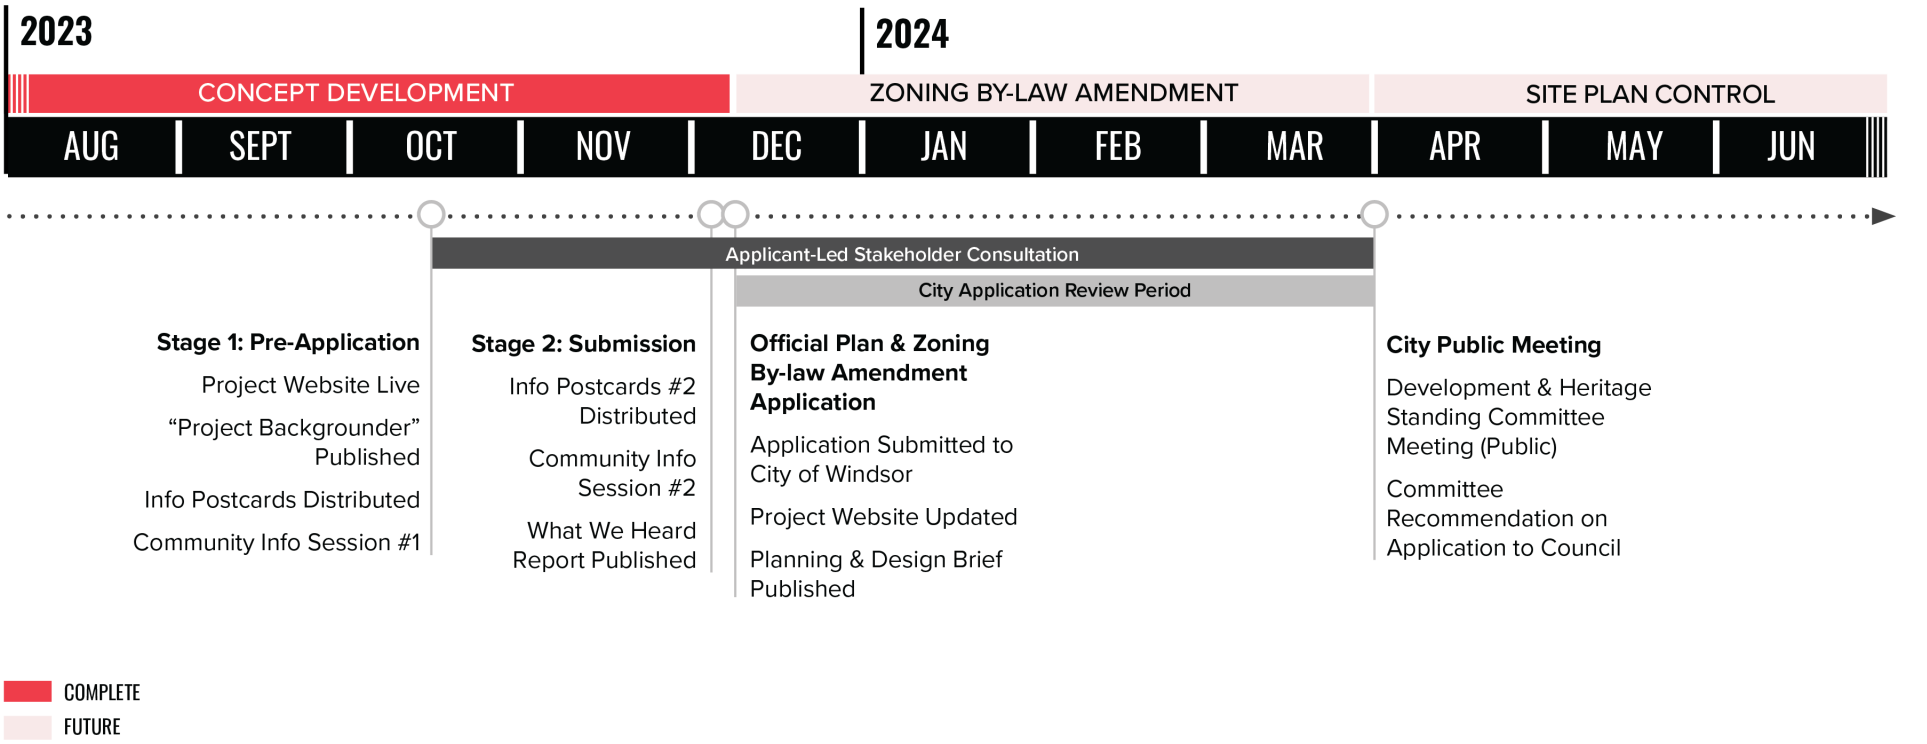 2023
2024
CONCEPT DEVELOPMENT
ZONING BY-LAW AMENDMENT
SITE PLAN CONTROL
AUG
SEPT
OCT
NOV
DEC
JAN
FEB
MAR
APR
MAY
JUN
Applicant-Led Stakeholder Consultation
City Application Review Period
Stage 1: Pre-Application
Project Website Live
“Project Backgrounder”
Published
Info Postcards Distributed
Community Info Session #1
Stage 2: Submission
Info Postcards #2
Distributed
Community Info
Session #2
What We Heard
Report Published
Official Plan & Zoning
By-law Amendment
Application
Application Submitted to
City of Windsor
Project Website Updated
Planning & Design Brief
Published
City Public Meeting
Development & Heritage
Standing Committee
Meeting (Public)
Committee
Recommendation on
Application to Council
COMPLETE
FUTURE